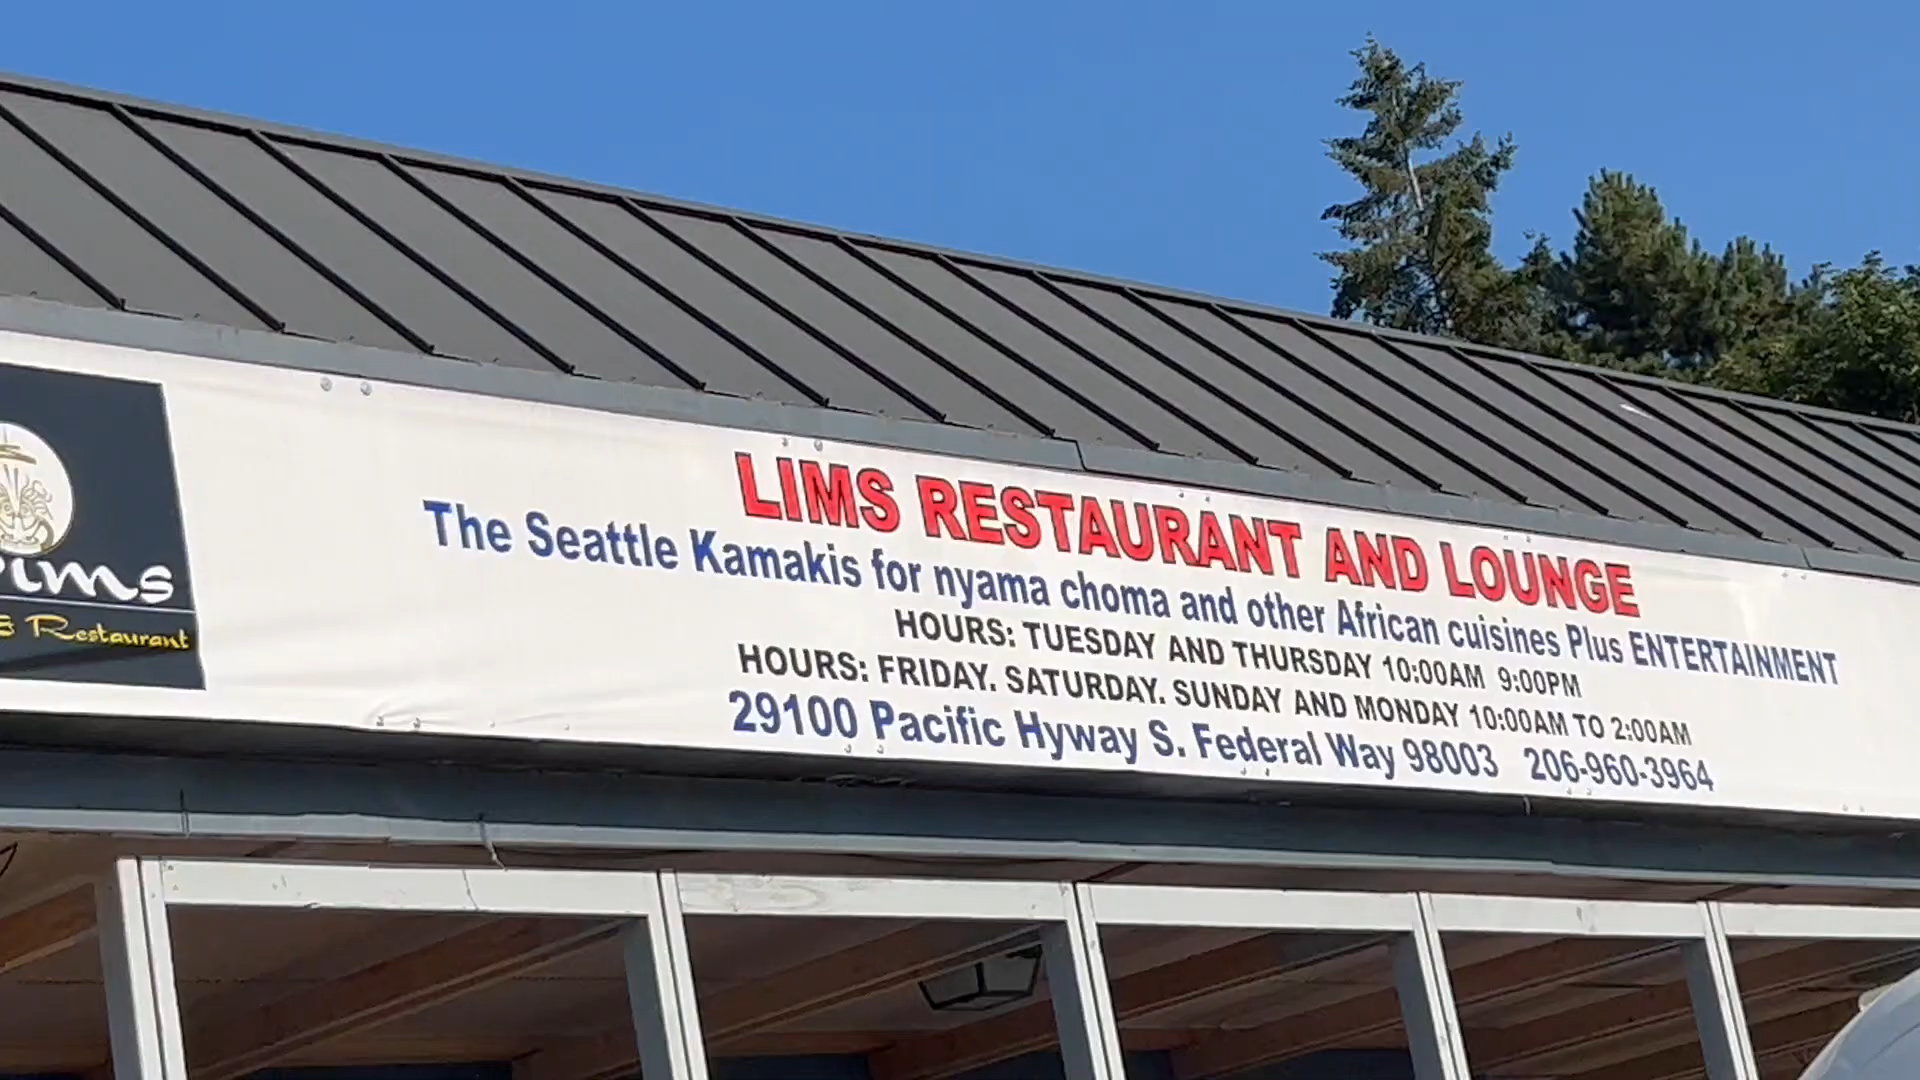 LIMS RESTAURANT AND LOUNGE
The Seattle Kamakis for nyama choma and other African cuisines Plus ENTERTAINMENT
HOURS: TUESDAY AND THURSDAY 10:00AM 9:00PM
HOURS: FRIDAY. SATURDAY. SUNDAY AND MONDAY 10:00AM TO 2:00AM
29100 Pacific Hyway S. Federal Way 98003 206-960-3964
Restaurant